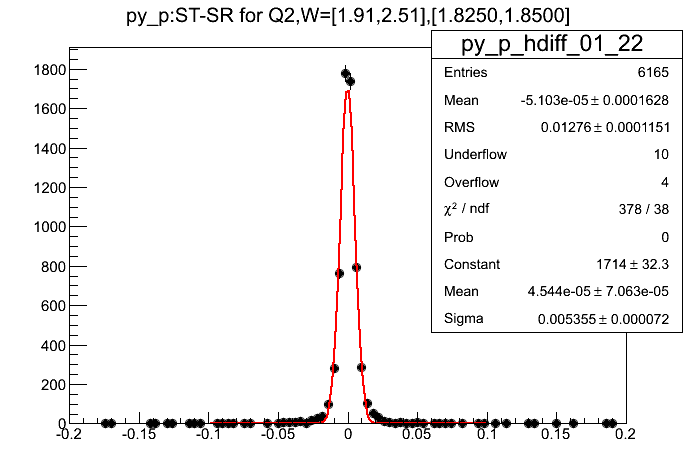 py_p:ST-SR for Q2,W=[1.91,2.51],[1.8250,1.8500]
py_p_hdiff_01_22
Entries 6165
Mean -5.103e-05 ± 0.0001628
RMS 0.01276 ± 0.0001151
Underflow 10
Overflow 4
χ² / ndf 378 / 38
Prob 0
Constant 1714 ± 32.3
Mean 4.544e-05 ± 7.063e-05
Sigma 0.005355 ± 0.000072
1800
1600
1400
1200
1000
800
600
400
200
0
-0.2 -0.15 -0.1 -0.05 0 0.05 0.1 0.15 0.2